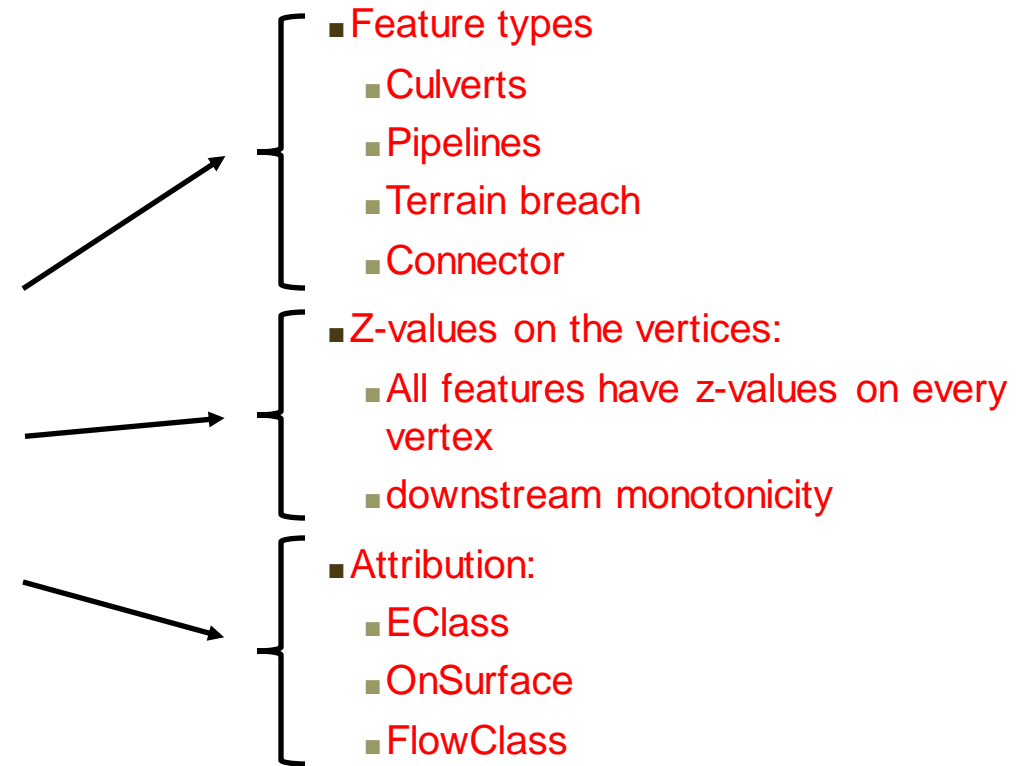 Feature types
Culverts
Pipelines
Terrain breach
Connector
Z-values on the vertices:
All features have z-values on every
vertex
downstream monotonicity
Attribution:
EClass
OnSurface
FlowClass